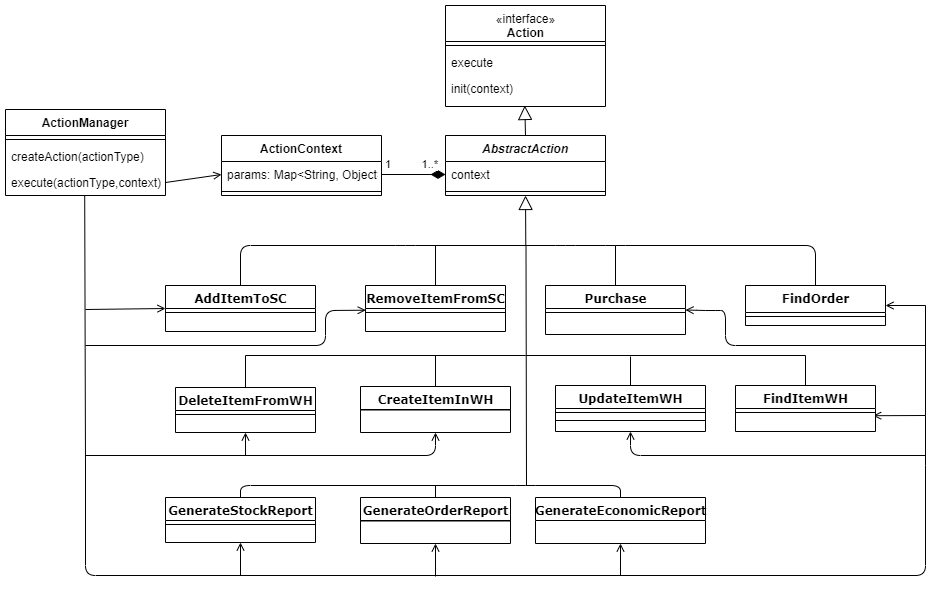 «interface»
Action
execute
init(context)
ActionManager
createAction(actionType)
execute(actionType,context)
ActionContext
params: Map<String, Object
1
1..*
AbstractAction
context
AddItemToSC
RemoveItemFromSC
Purchase
FindOrder
DeleteItemFromWH
CreateItemInWH
UpdateItemWH
FindItemWH
GenerateStockReport
GenerateOrderReport
GenerateEconomicReport